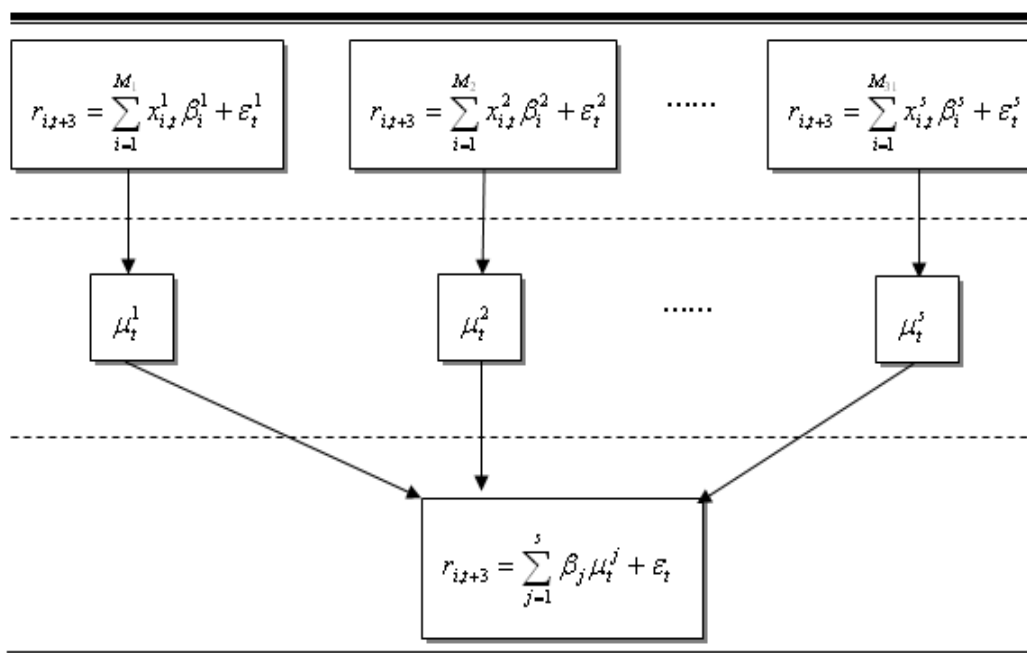 r_{i,t+3} = \sum_{i=1}^{M_1} x_{i,t}^1 \beta_i^1 + \varepsilon_t^1
r_{i,t+3} = \sum_{i=1}^{M_2} x_{i,t}^2 \beta_i^2 + \varepsilon_t^2
......
r_{i,t+3} = \sum_{i=1}^{M_{31}} x_{i,t}^s \beta_i^s + \varepsilon_t^s
\mu_t^1
\mu_t^2
......
\mu_t^s
r_{i,t+3} = \sum_{j=1}^{s} \beta_j \mu_t^j + \varepsilon_t